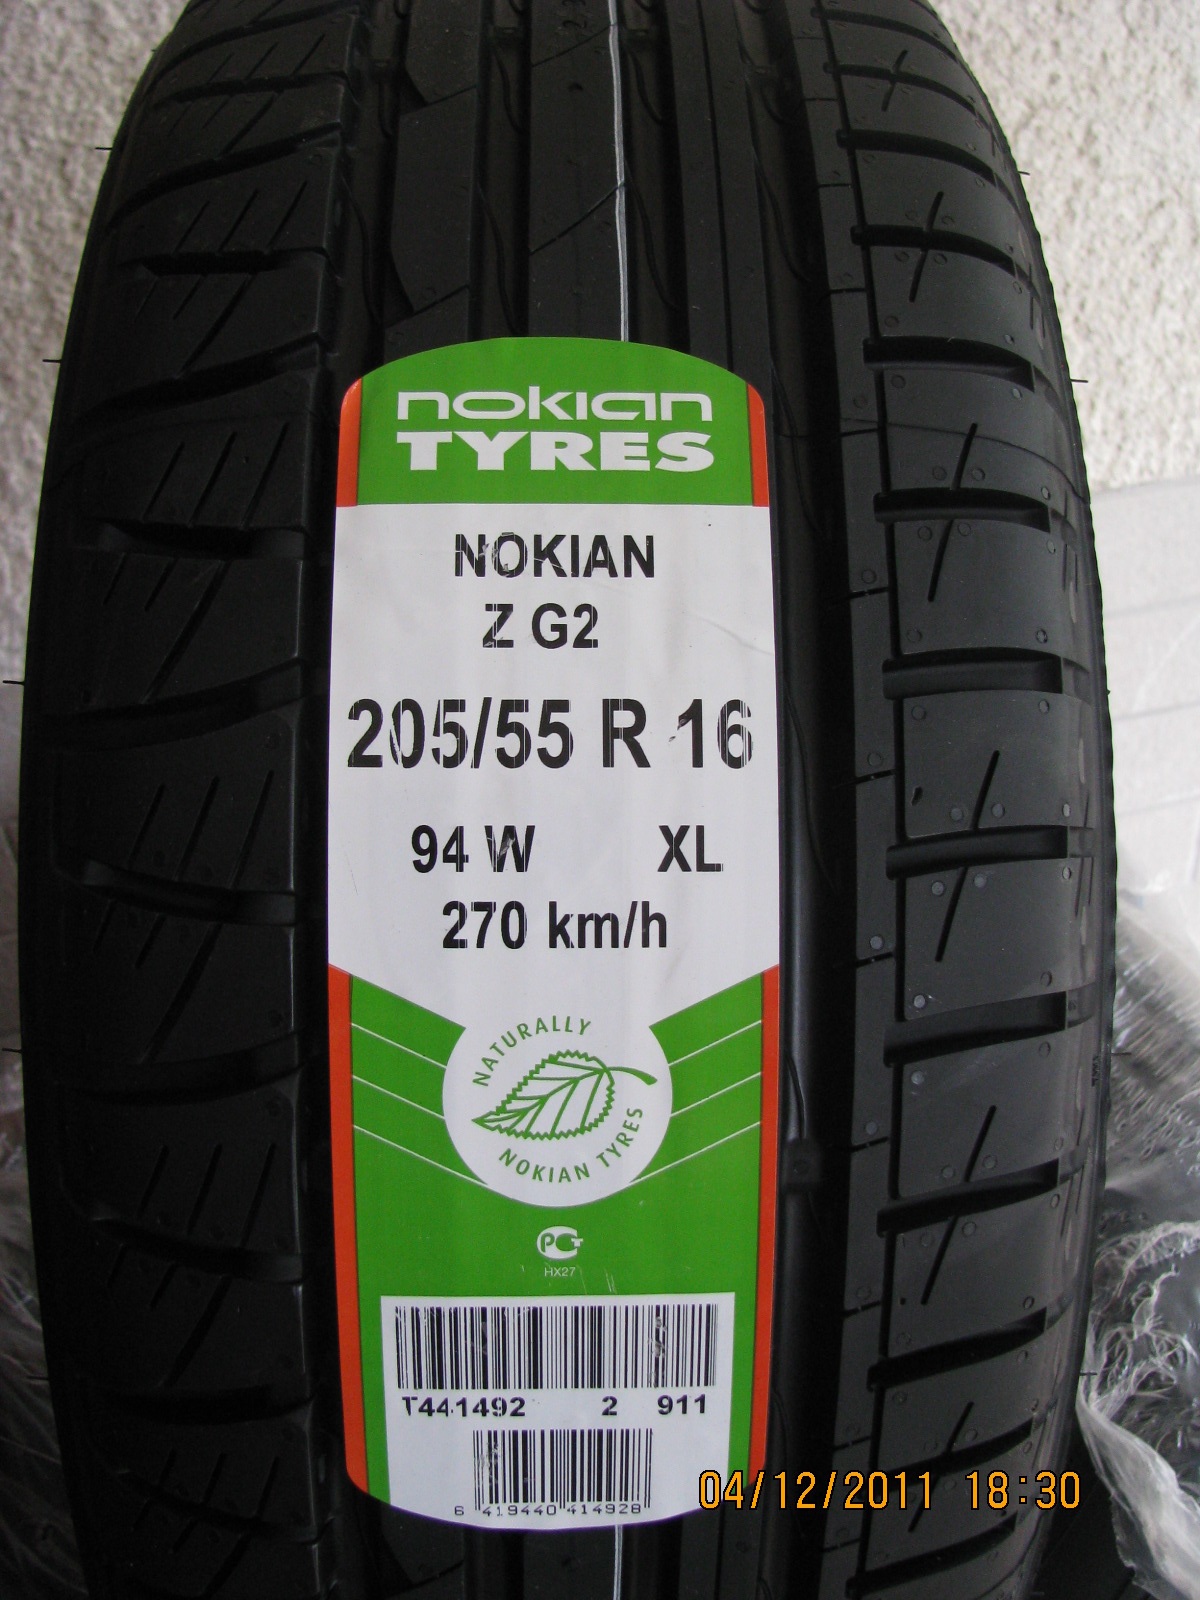 nokian
TYRES
NOKIAN
Z G2
205/55 R 16
94 W XL
270 km/h
NATURALLY
NOKIAN TYRES
PCT
HX27
T441492 2 911
6 419440 414928
04/12/2011 18:30